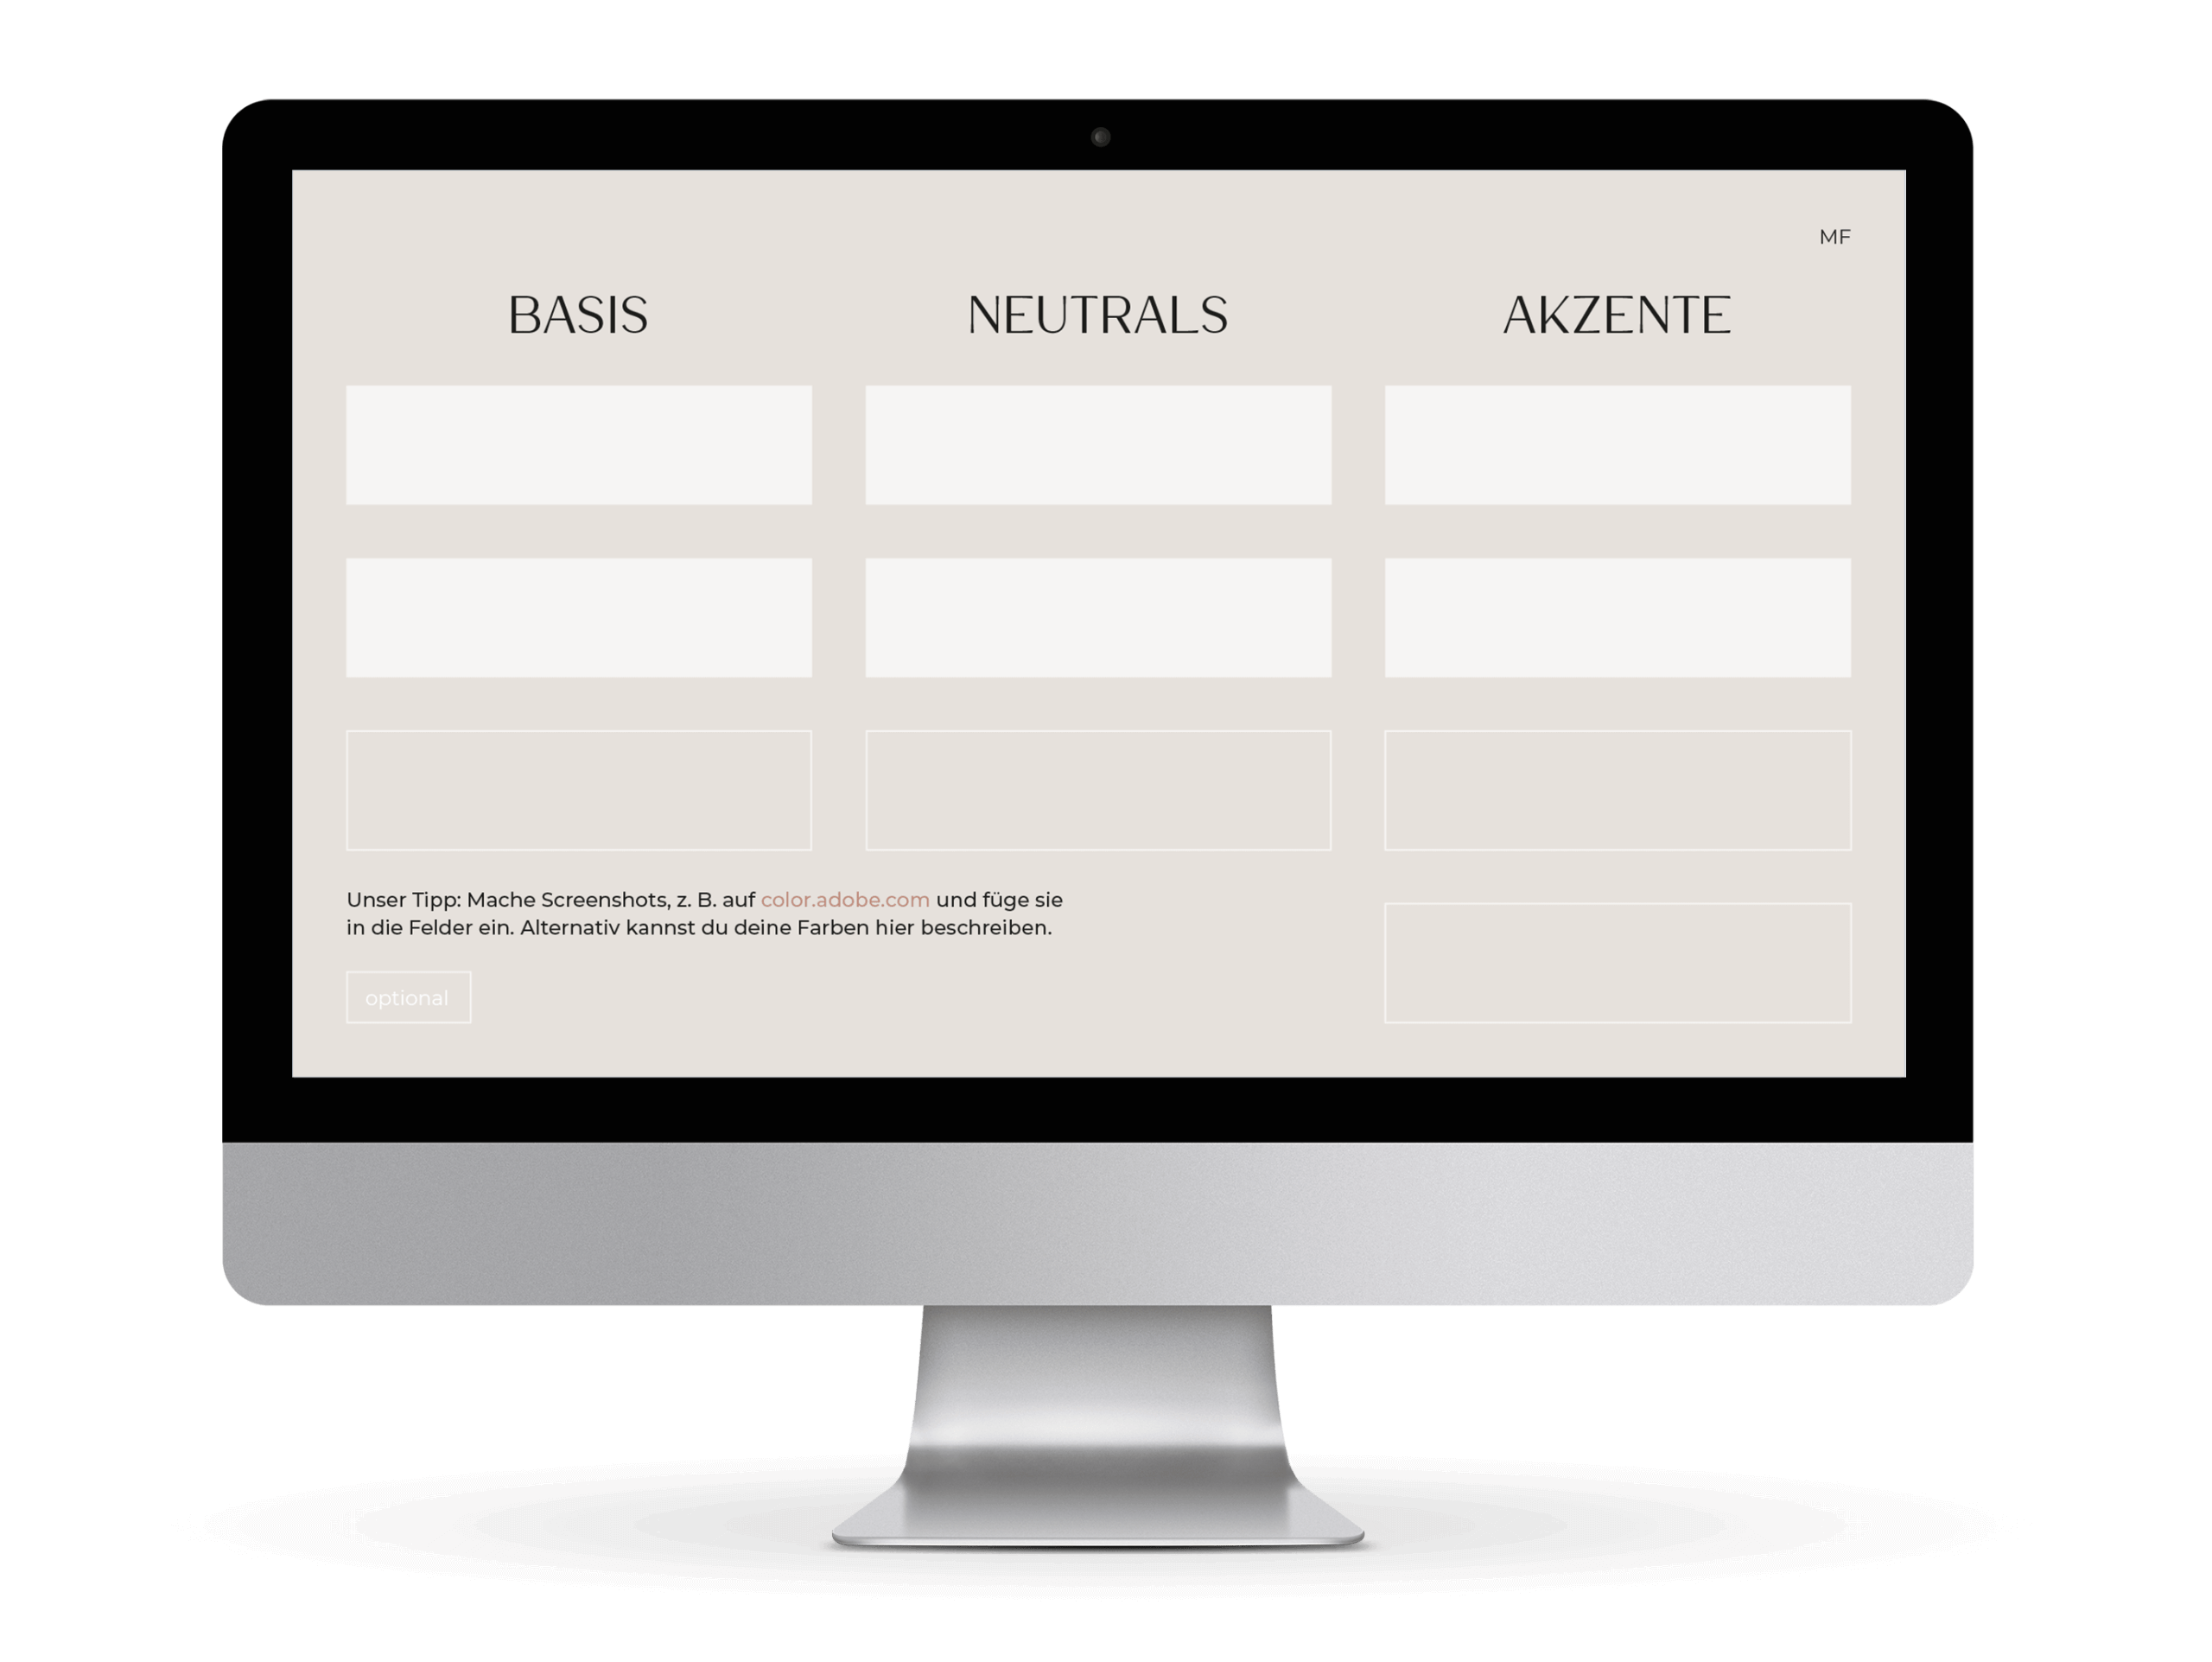 MF
BASIS
NEUTRALS
AKZENTE
Unser Tipp: Mache Screenshots, z. B. auf color.adobe.com und füge sie
in die Felder ein. Alternativ kannst du deine Farben hier beschreiben.
optional